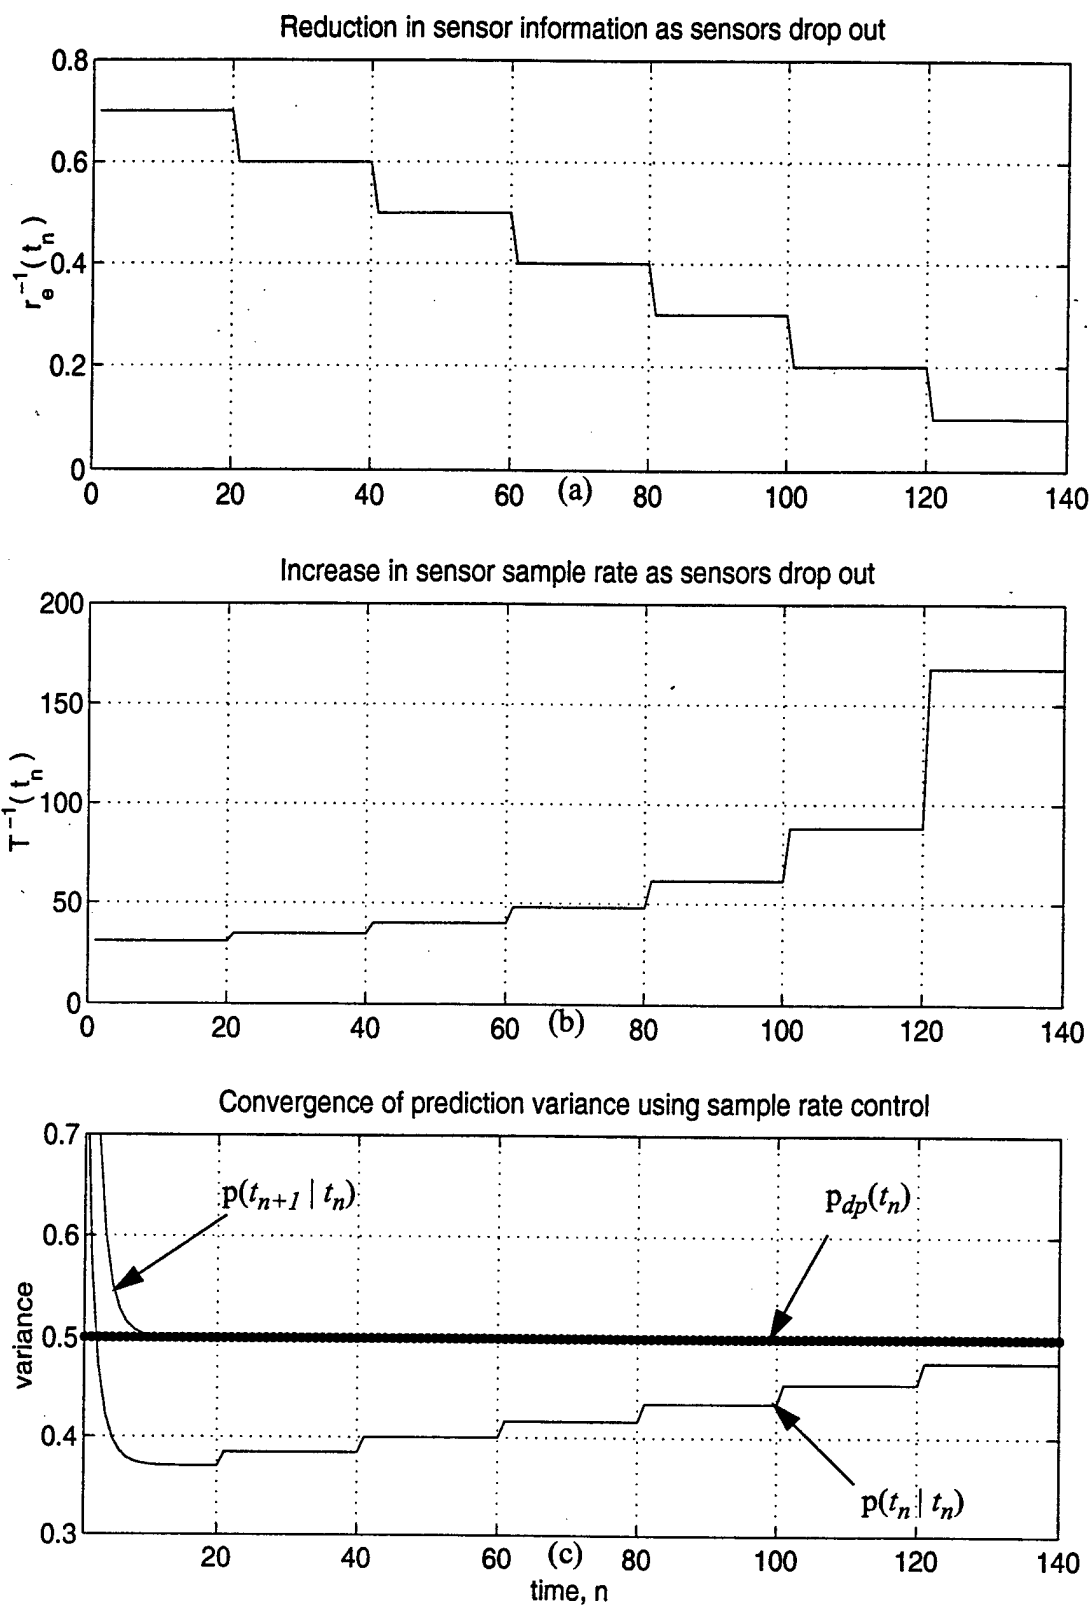 Reduction in sensor information as sensors drop out
0.8
0.6
0.4
0.2
0
r_e^{-1}(t_n)
0 20 40 60 80 100 120 140
(a)
Increase in sensor sample rate as sensors drop out
200
150
100
50
0
T^{-1}(t_n)
0 20 40 60 80 100 120 140
(b)
Convergence of prediction variance using sample rate control
0.7
0.6
0.5
0.4
0.3
variance
p(t_{n+1} | t_n)
p_{dp}(t_n)
p(t_n | t_n)
20 40 60 80 100 120 140
(c)
time, n